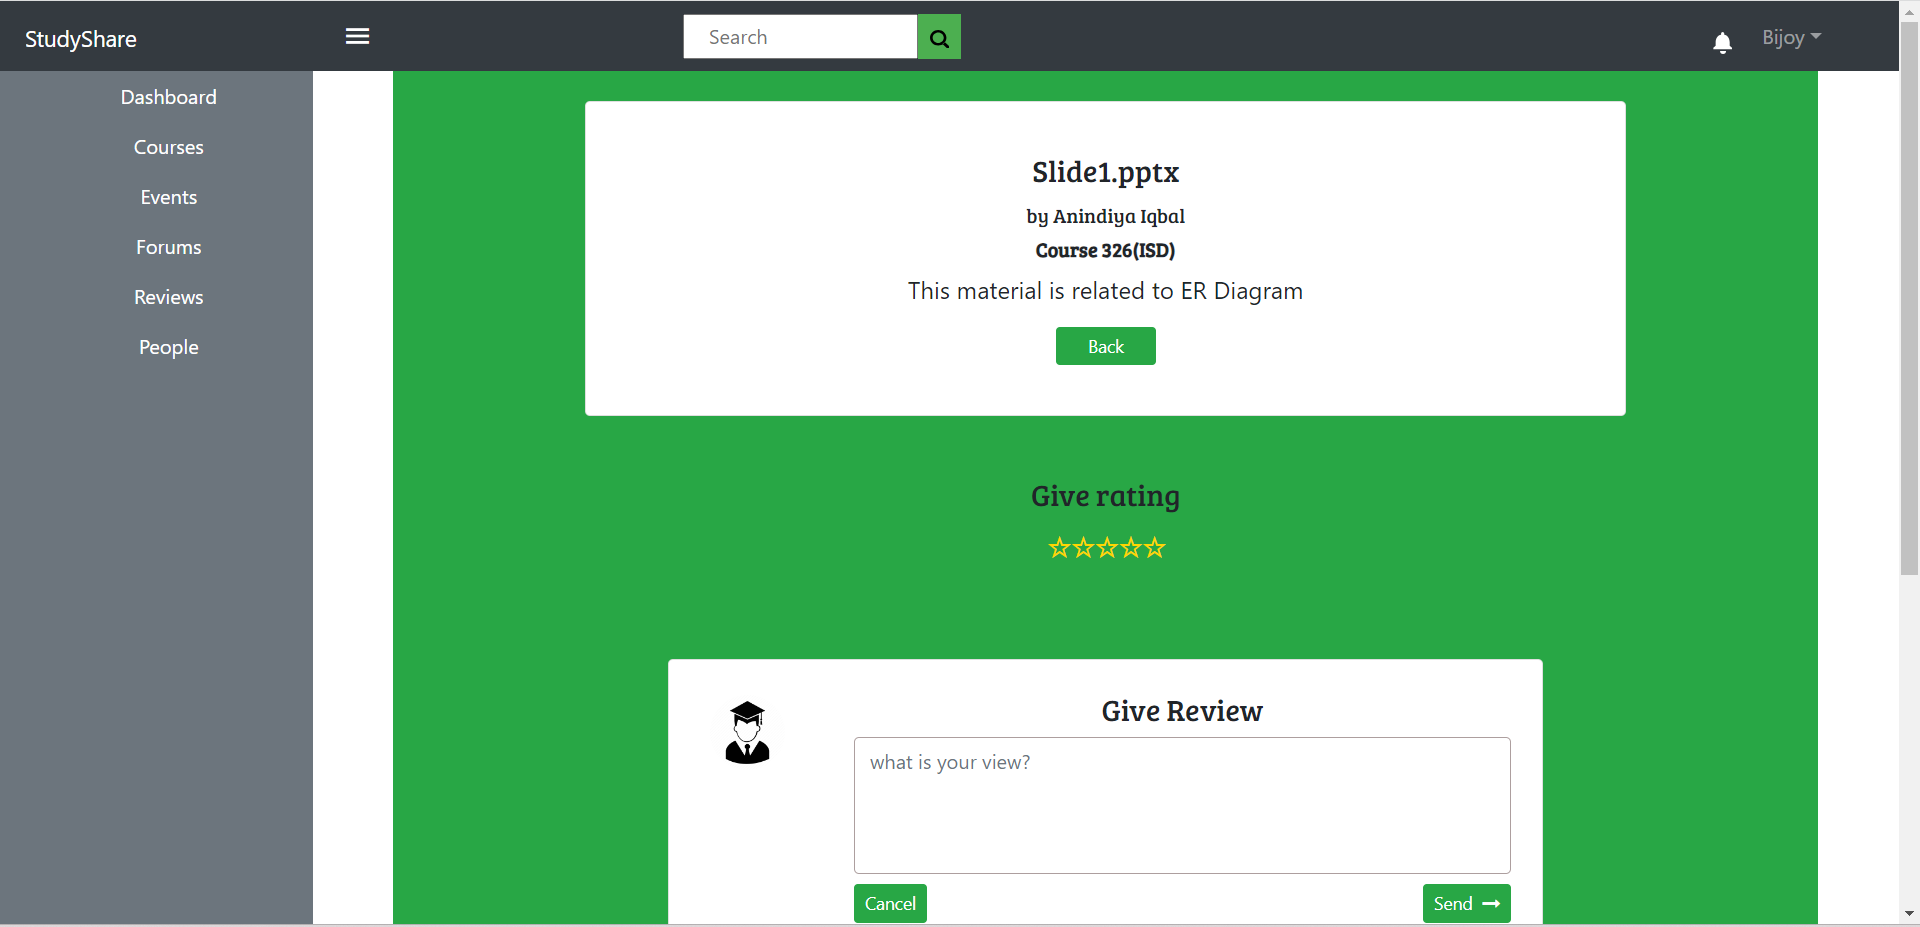 StudyShare
Search
Bijoy
Dashboard
Courses
Events
Forums
Reviews
People
Slide1.pptx
by Anindiya Iqbal
Course 326(ISD)
This material is related to ER Diagram
Back
Give rating
Give Review
what is your view?
Cancel
Send